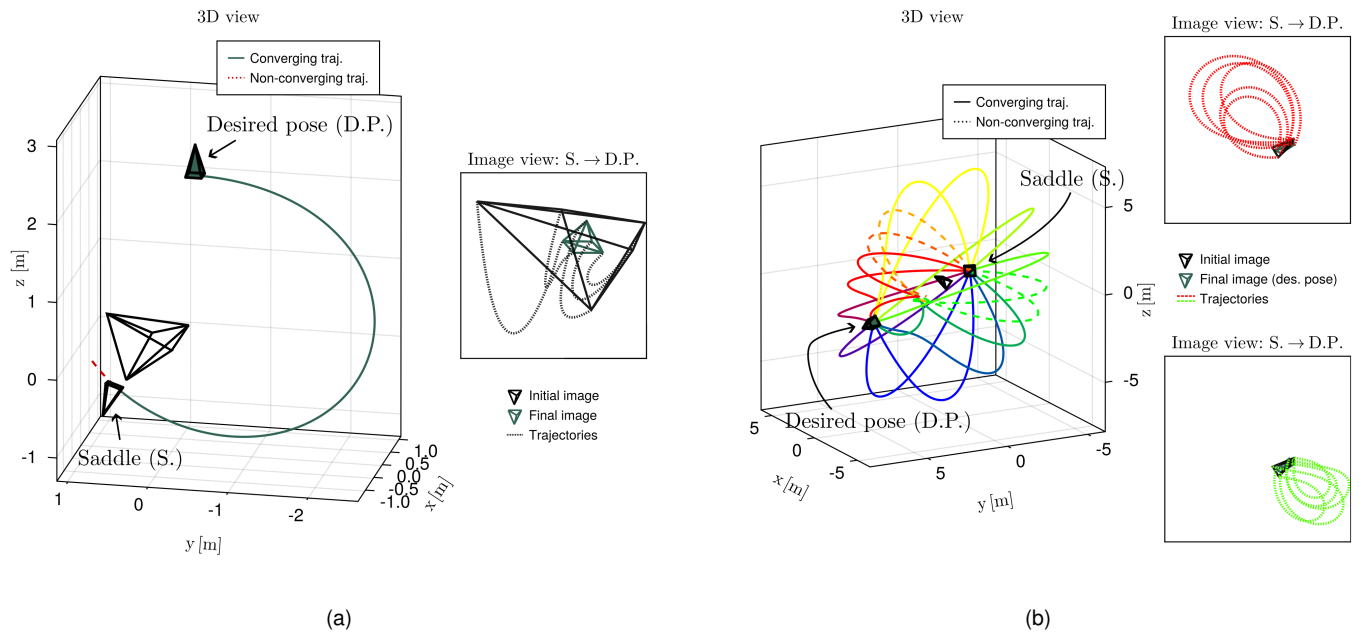 3D view
Converging traj.
Non-converging traj.
Desired pose (D.P.)
3
2
1
0
-1
z [m]
Saddle (S.)
1
0
-1
-2
y [m]
1.0
0.5
0.0
-0.5
-1.0
x [m]
Image view: S. → D.P.
Initial image
Final image
Trajectories
(a)
3D view
Converging traj.
Non-converging traj.
Saddle (S.)
5
0
-5
z [m]
Desired pose (D.P.)
5
0
-5
x [m]
5
0
-5
y [m]
Image view: S. → D.P.
Initial image
Final image (des. pose)
Trajectories
Image view: S. → D.P.
(b)